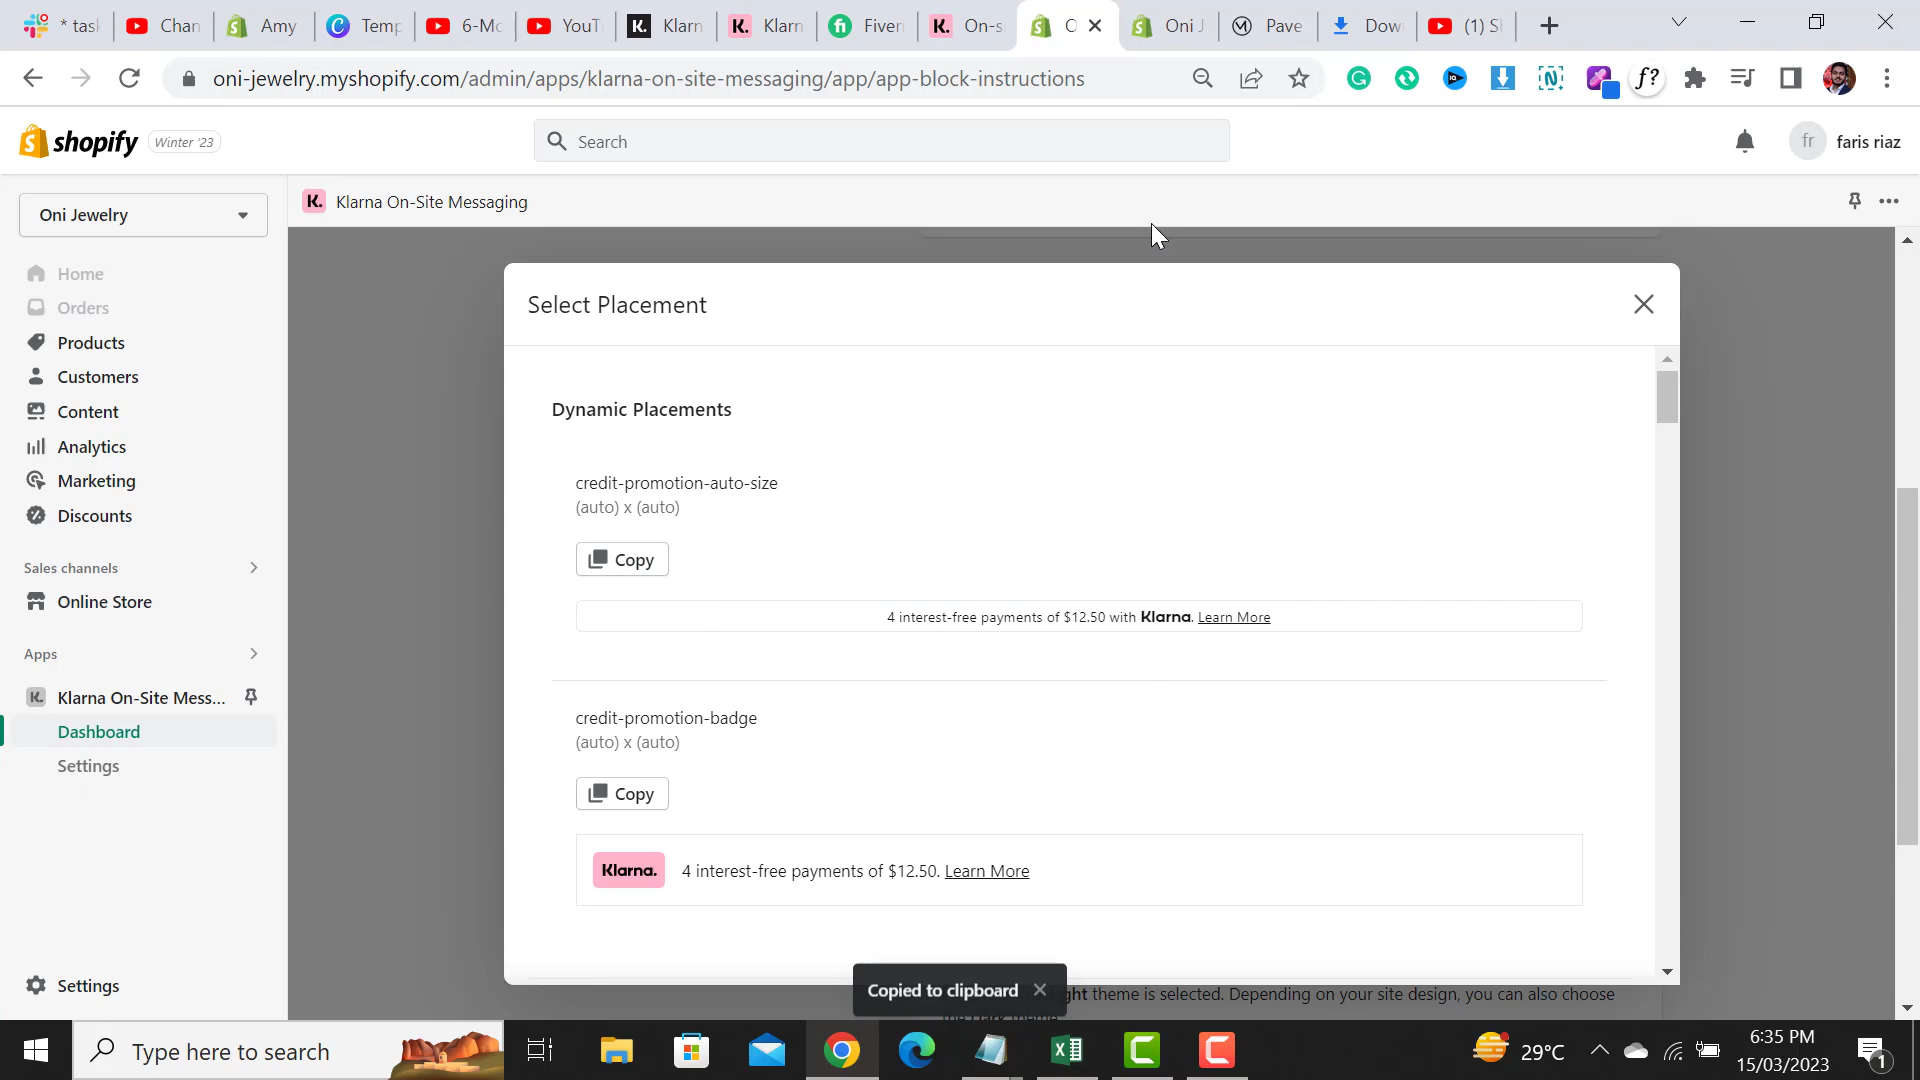 * task
Chan
Amy
Temp
6-Mo
YouT
Klarn
Klarn
Fiver
On-s
O
Oni J
Pave
Dow
(1) S
oni-jewelry.myshopify.com/admin/apps/klarna-on-site-messaging/app/app-block-instructions
shopify
Winter '23
Search
fr
faris riaz
Oni Jewelry
K. Klarna On-Site Messaging
Home
Orders
Products
Customers
Content
Analytics
Marketing
Discounts
Sales channels
Online Store
Apps
Klarna On-Site Mess...
Dashboard
Settings
Settings
Select Placement
Dynamic Placements
credit-promotion-auto-size
(auto) x (auto)
Copy
4 interest-free payments of $12.50 with Klarna. Learn More
credit-promotion-badge
(auto) x (auto)
Copy
Klarna. 4 interest-free payments of $12.50. Learn More
Copied to clipboard
ght theme is selected. Depending on your site design, you can also choose
Type here to search
29°C
6:35 PM
15/03/2023
1